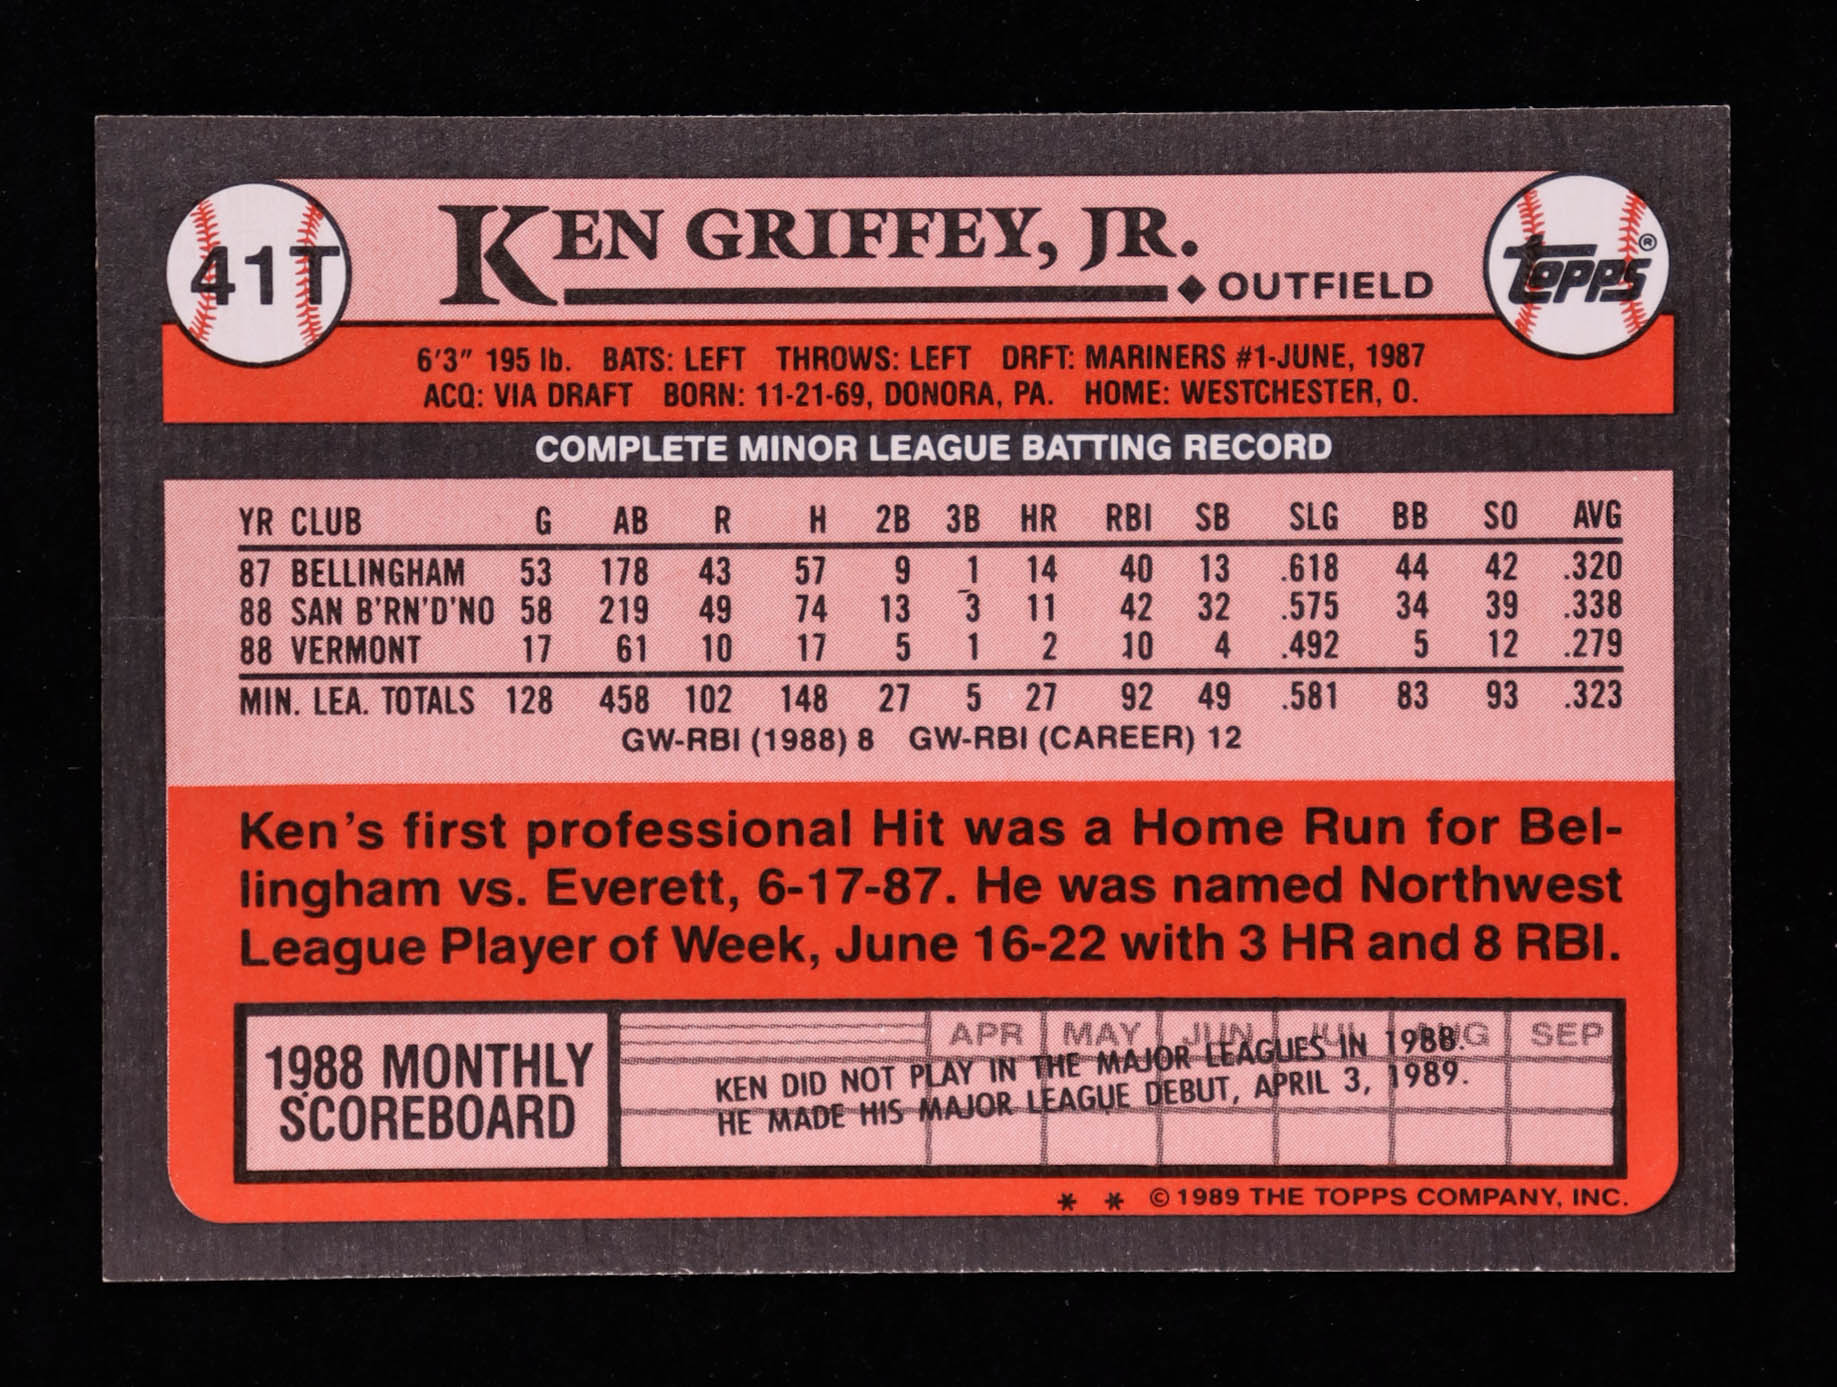 41T
KEN GRIFFEY, JR.
◆ OUTFIELD
TOPPS®
6'3" 195 lb. BATS: LEFT THROWS: LEFT DRFT: MARINERS #1-JUNE, 1987
ACQ: VIA DRAFT BORN: 11-21-69, DONORA, PA. HOME: WESTCHESTER, O.
COMPLETE MINOR LEAGUE BATTING RECORD
YR CLUB G AB R H 2B 3B HR RBI SB SLG BB SO AVG
87 BELLINGHAM 53 178 43 57 9 1 14 40 13 .618 44 42 .320
88 SAN B'RN'D'NO 58 219 49 74 13 3 11 42 32 .575 34 39 .338
88 VERMONT 17 61 10 17 5 1 2 10 4 .492 5 12 .279
MIN. LEA. TOTALS 128 458 102 148 27 5 27 92 49 .581 83 93 .323
GW-RBI (1988) 8 GW-RBI (CAREER) 12
Ken's first professional Hit was a Home Run for Bel-
lingham vs. Everett, 6-17-87. He was named Northwest
League Player of Week, June 16-22 with 3 HR and 8 RBI.
1988 MONTHLY
SCOREBOARD
APR MAY JUN JUL AUG SEP
KEN DID NOT PLAY IN THE MAJOR LEAGUES IN 1988.
HE MADE HIS MAJOR LEAGUE DEBUT, APRIL 3, 1989.
* * © 1989 THE TOPPS COMPANY, INC.